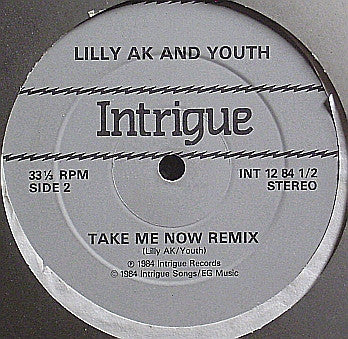 LILLY AK AND YOUTH
Intrigue
33⅓ RPM INT 12 84 1/2
SIDE 2 STEREO
TAKE ME NOW REMIX
(Lilly AK/Youth)
℗ 1984 Intrigue Records
© 1984 Intrigue Songs/EG Music